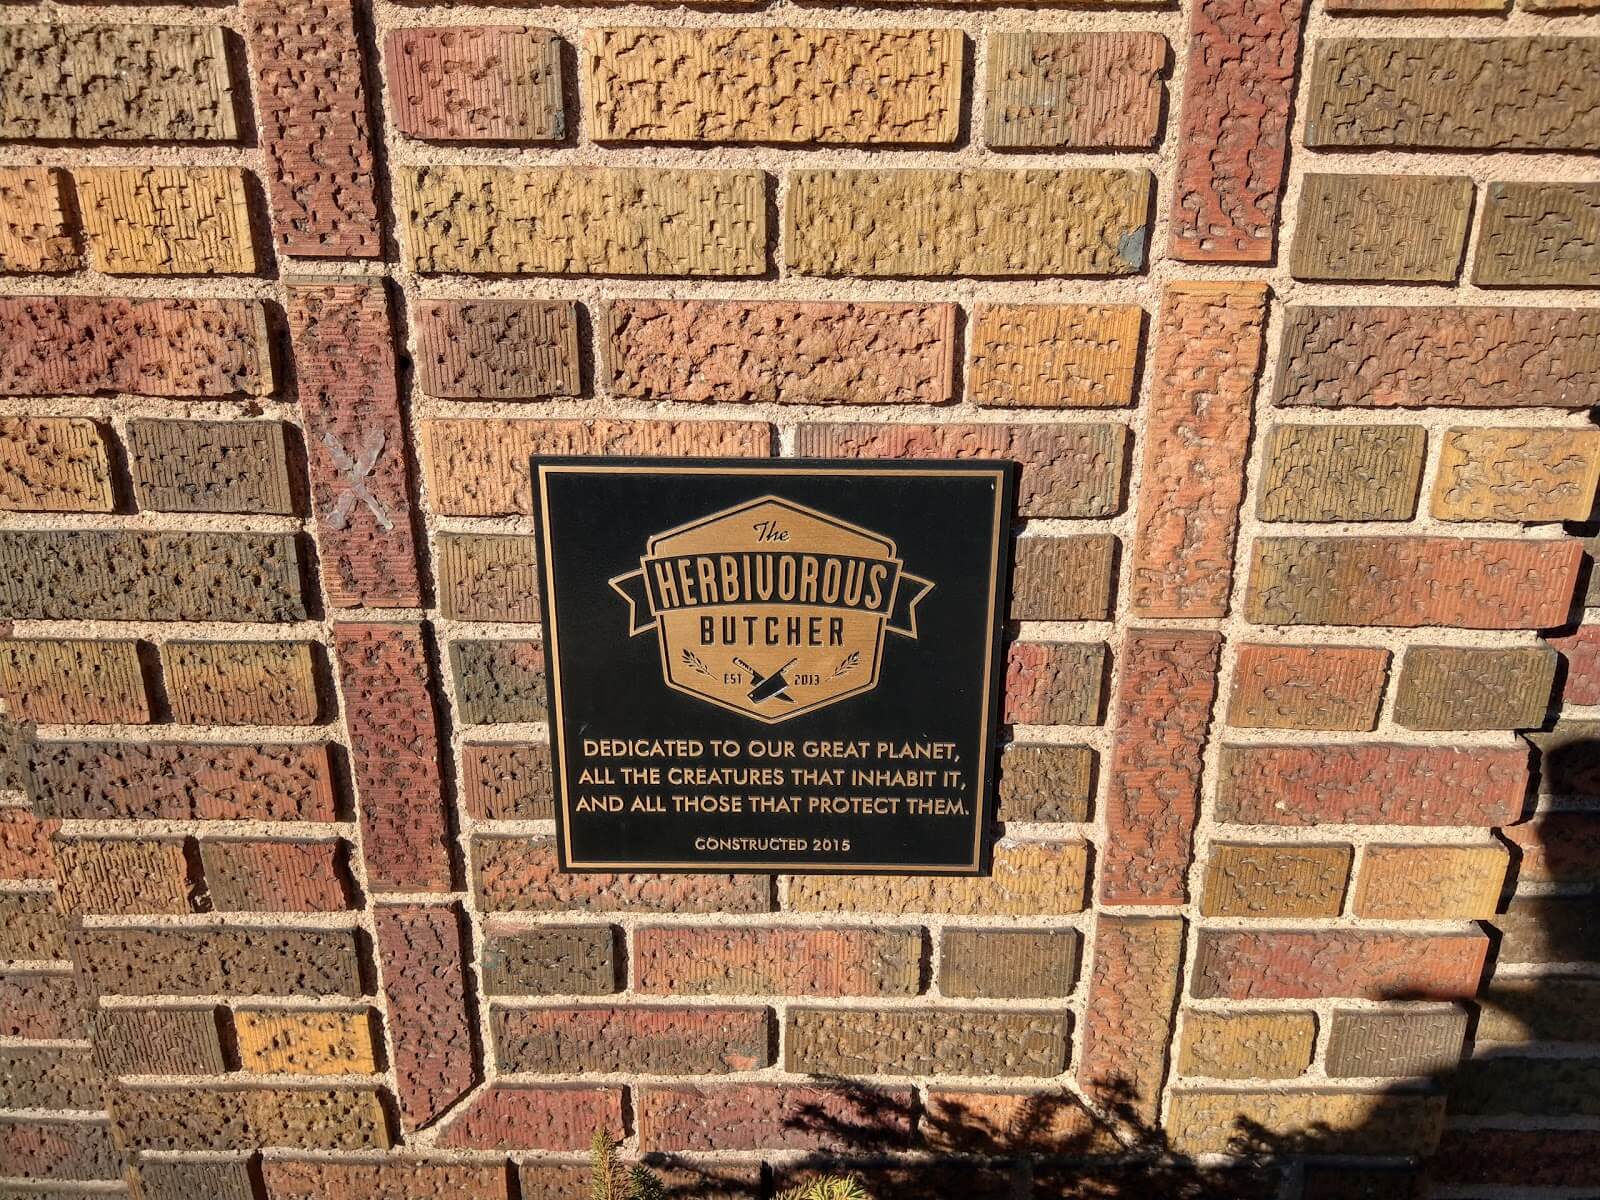 The
HERBIVOROUS
BUTCHER
EST 2013
DEDICATED TO OUR GREAT PLANET,
ALL THE CREATURES THAT INHABIT IT,
AND ALL THOSE THAT PROTECT THEM.
CONSTRUCTED 2015